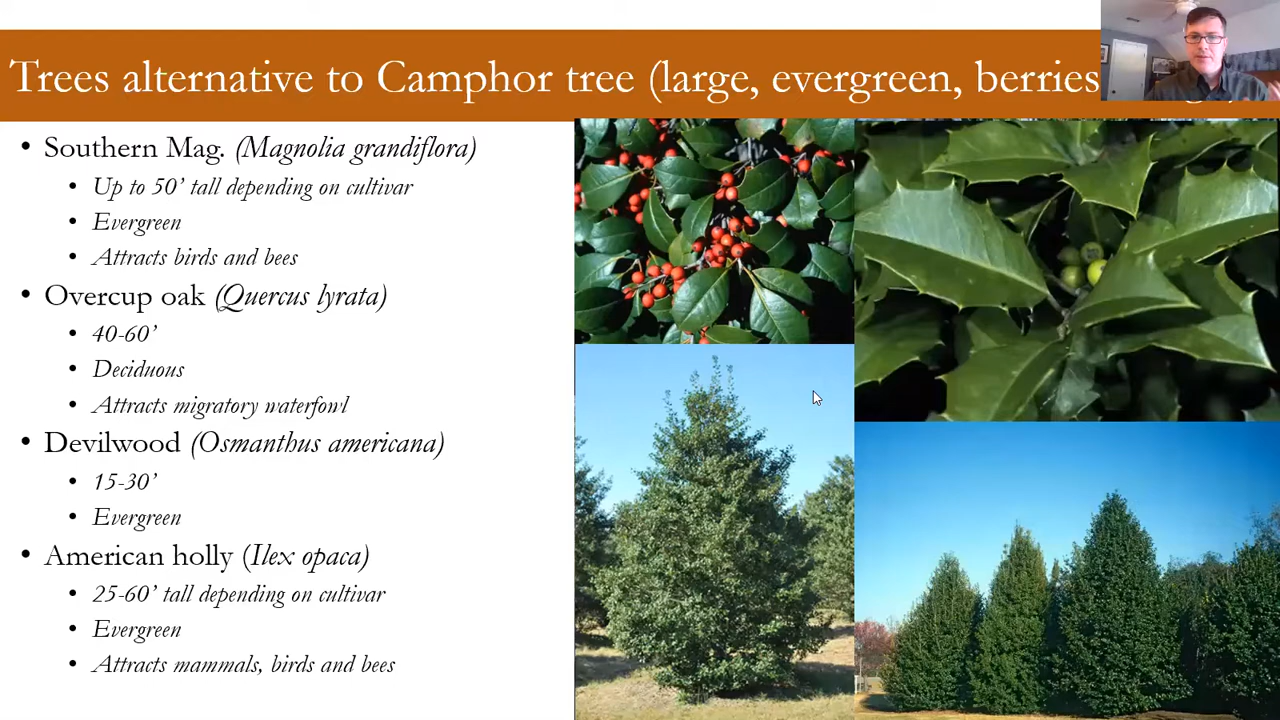 Trees alternative to Camphor tree (large, evergreen, berries
• Southern Mag. (Magnolia grandiflora)
• Up to 50’ tall depending on cultivar
• Evergreen
• Attracts birds and bees
• Overcup oak (Quercus lyrata)
• 40-60’
• Deciduous
• Attracts migratory waterfowl
• Devilwood (Osmanthus americana)
• 15-30’
• Evergreen
• American holly (Ilex opaca)
• 25-60’ tall depending on cultivar
• Evergreen
• Attracts mammals, birds and bees